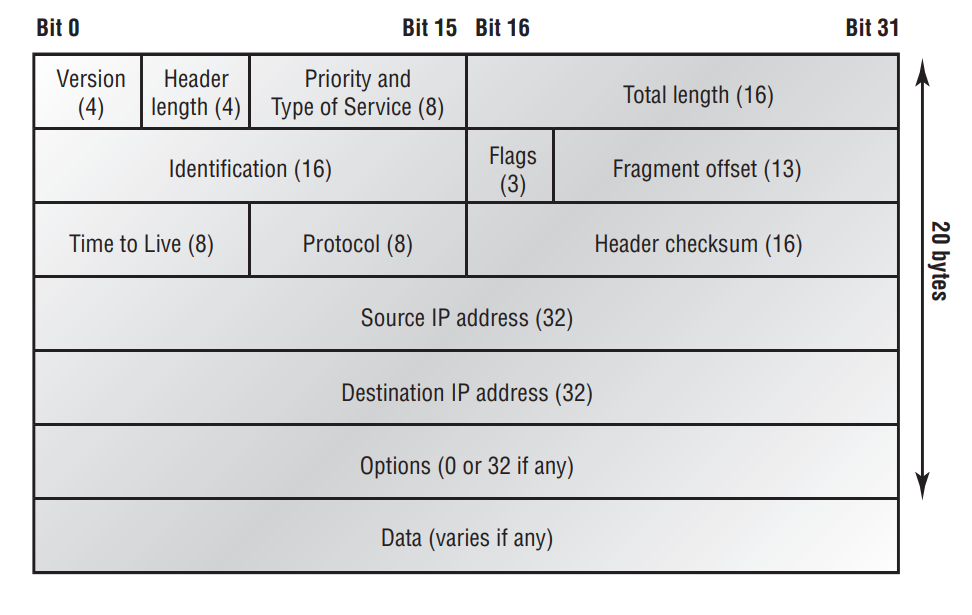 Bit 0 Bit 15 Bit 16 Bit 31
Version
(4)
Header
length (4)
Priority and
Type of Service (8)
Total length (16)
Identification (16)
Flags
(3)
Fragment offset (13)
Time to Live (8)
Protocol (8)
Header checksum (16)
Source IP address (32)
Destination IP address (32)
Options (0 or 32 if any)
Data (varies if any)
20 bytes